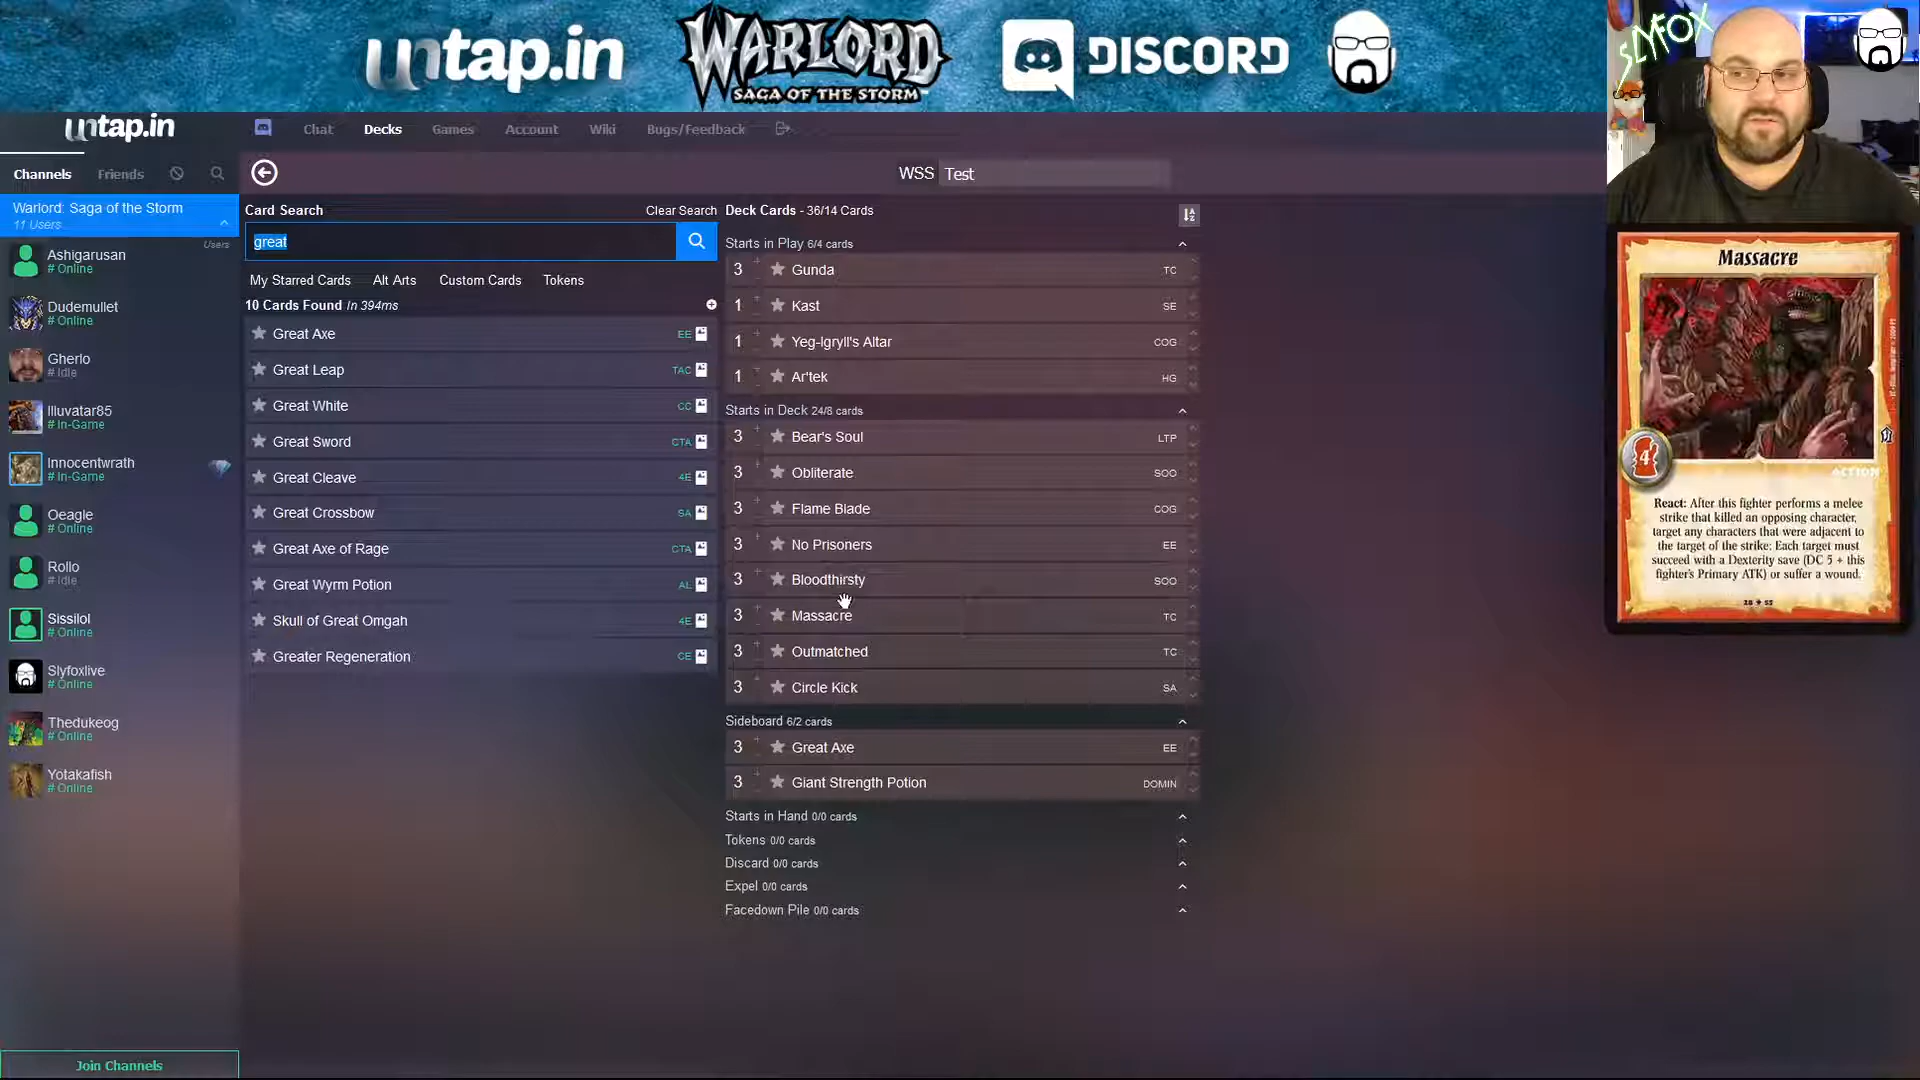 untap.in
WARLORD
SAGA OF THE STORM
DISCORD
SLYFOX
untap.in
Chat
Decks
Games
Account
Wiki
Bugs/Feedback
Channels
Friends
WSS
Test
Warlord: Saga of the Storm
11 Users
Users
Ashigarusan
# Online
Dudemullet
# Online
Gherlo
# Idle
Illuvatar85
# In-Game
Innocentwrath
# In-Game
Oeagle
# Online
Rollo
# Idle
Sissilol
# Online
Slyfoxlive
# Online
Thedukeog
# Online
Yotakafish
# Online
Join Channels
Card Search
Clear Search
great
My Starred Cards
Alt Arts
Custom Cards
Tokens
10 Cards Found In 394ms
Great Axe EE
Great Leap TAC
Great White CC
Great Sword CTA
Great Cleave 4E
Great Crossbow SA
Great Axe of Rage CTA
Great Wyrm Potion AL
Skull of Great Omgah 4E
Greater Regeneration CE
Deck Cards - 36/14 Cards
Starts in Play 6/4 cards
3 Gunda TC
1 Kast SE
1 Yeg-Igryll's Altar COG
1 Ar'tek HG
Starts in Deck 24/8 cards
3 Bear's Soul LTP
3 Obliterate SOO
3 Flame Blade COG
3 No Prisoners EE
3 Bloodthirsty SOO
3 Massacre TC
3 Outmatched TC
3 Circle Kick SA
Sideboard 6/2 cards
3 Great Axe EE
3 Giant Strength Potion DOMIN
Starts in Hand 0/0 cards
Tokens 0/0 cards
Discard 0/0 cards
Expel 0/0 cards
Facedown Pile 0/0 cards
Massacre
4
ACTION
React: After this fighter performs a melee
strike that killed an opposing character,
target any characters that were adjacent to
the target of the strike: Each target must
succeed with a Dexterity save (DC 5 + this
fighter's Primary ATK) or suffer a wound.